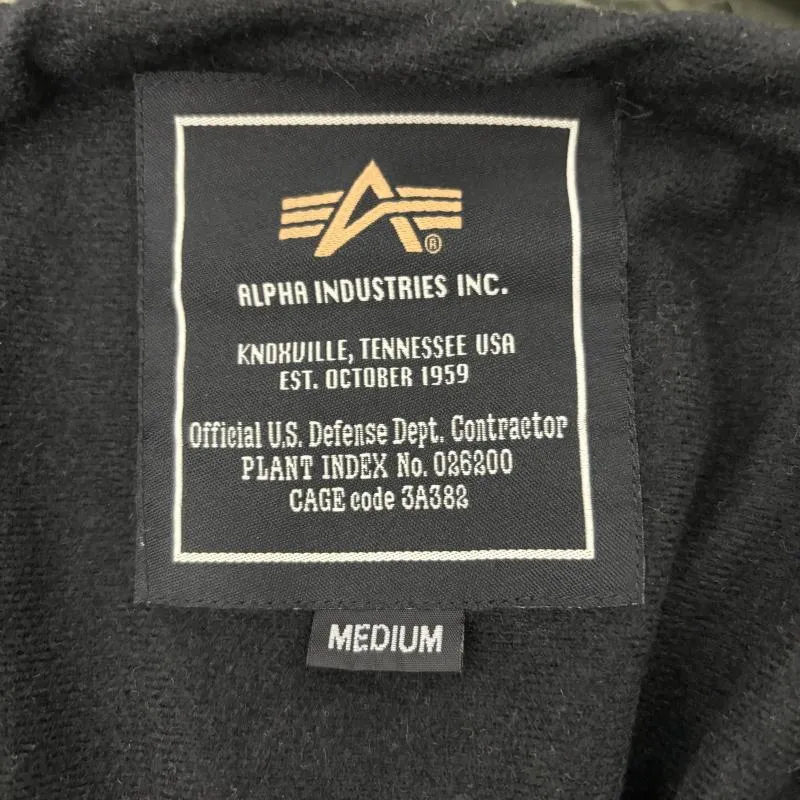 ®
ALPHA INDUSTRIES INC.
KNOXVILLE, TENNESSEE USA
EST. OCTOBER 1959
Official U.S. Defense Dept. Contractor
PLANT INDEX No. 026200
CAGE code 3A382
MEDIUM